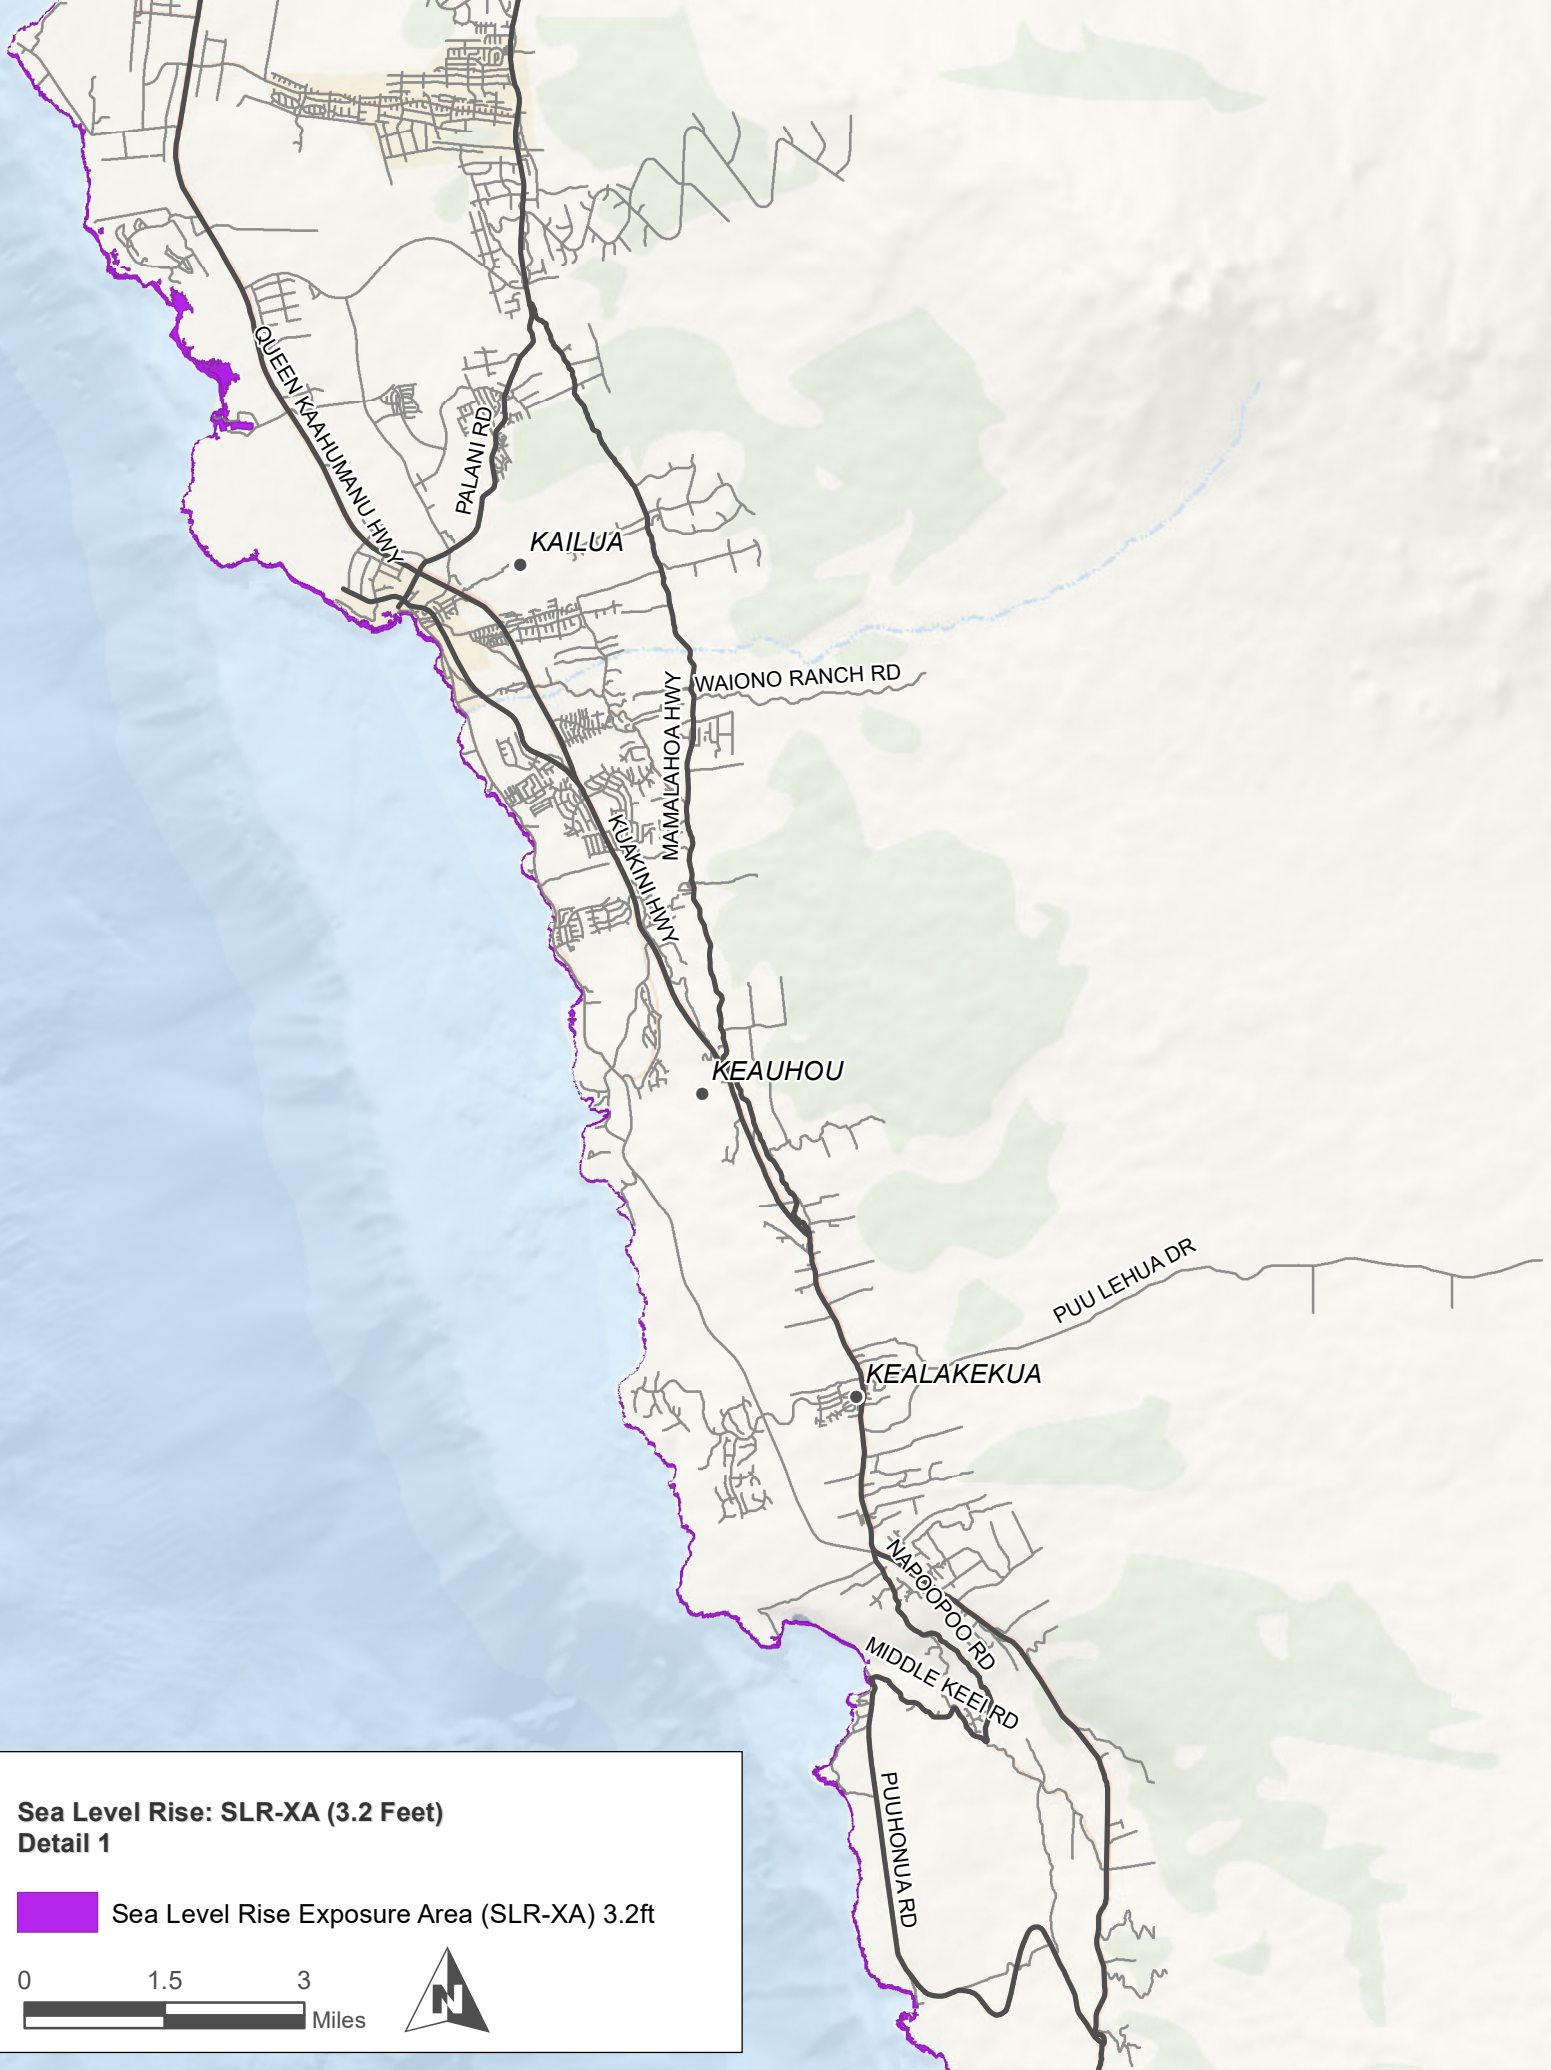 QUEEN KAAHUMANU HWY
PALANI RD
KAILUA
WAIONO RANCH RD
MAMALAHOA HWY
KUAKINI HWY
KEAUHOU
PUU LEHUA DR
KEALAKEKUA
NAPOOPOO RD
MIDDLE KEEI RD
PUUHONUA RD
Sea Level Rise: SLR-XA (3.2 Feet)
Detail 1
Sea Level Rise Exposure Area (SLR-XA) 3.2ft
0 1.5 3
Miles
N